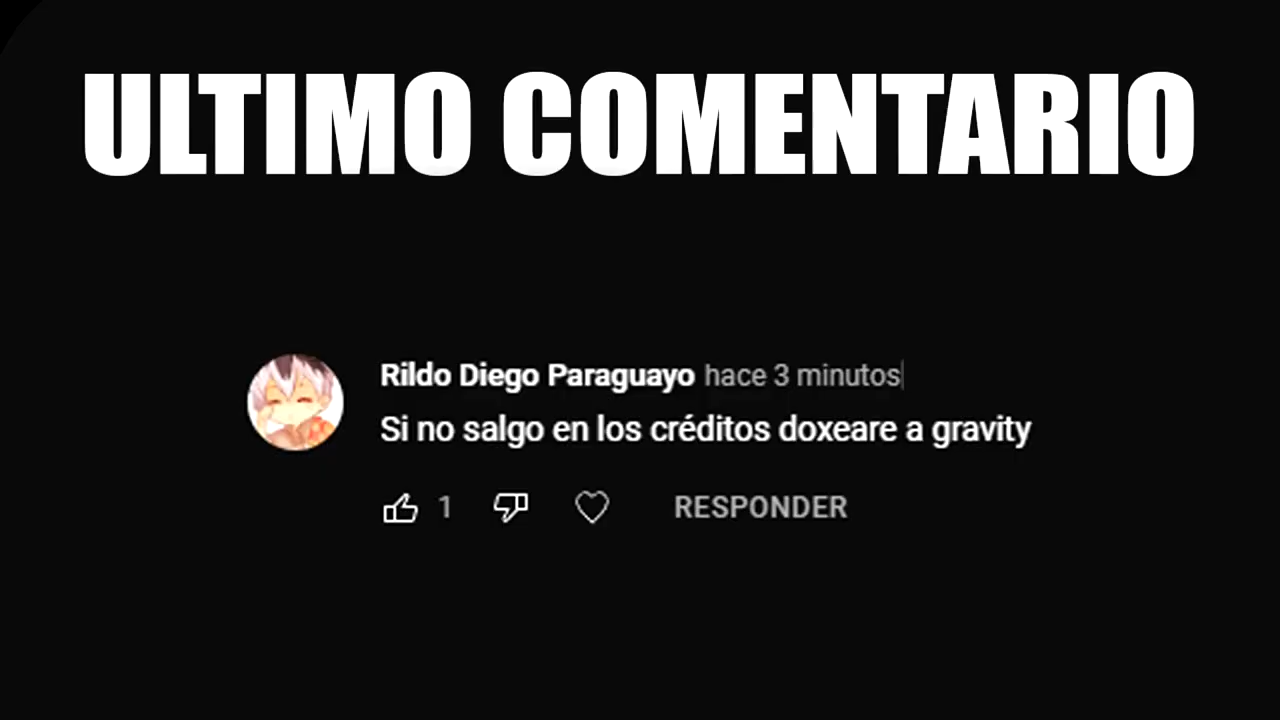 ULTIMO COMENTARIO
Rildo Diego Paraguayo hace 3 minutos
Si no salgo en los créditos doxeare a gravity
1 RESPONDER